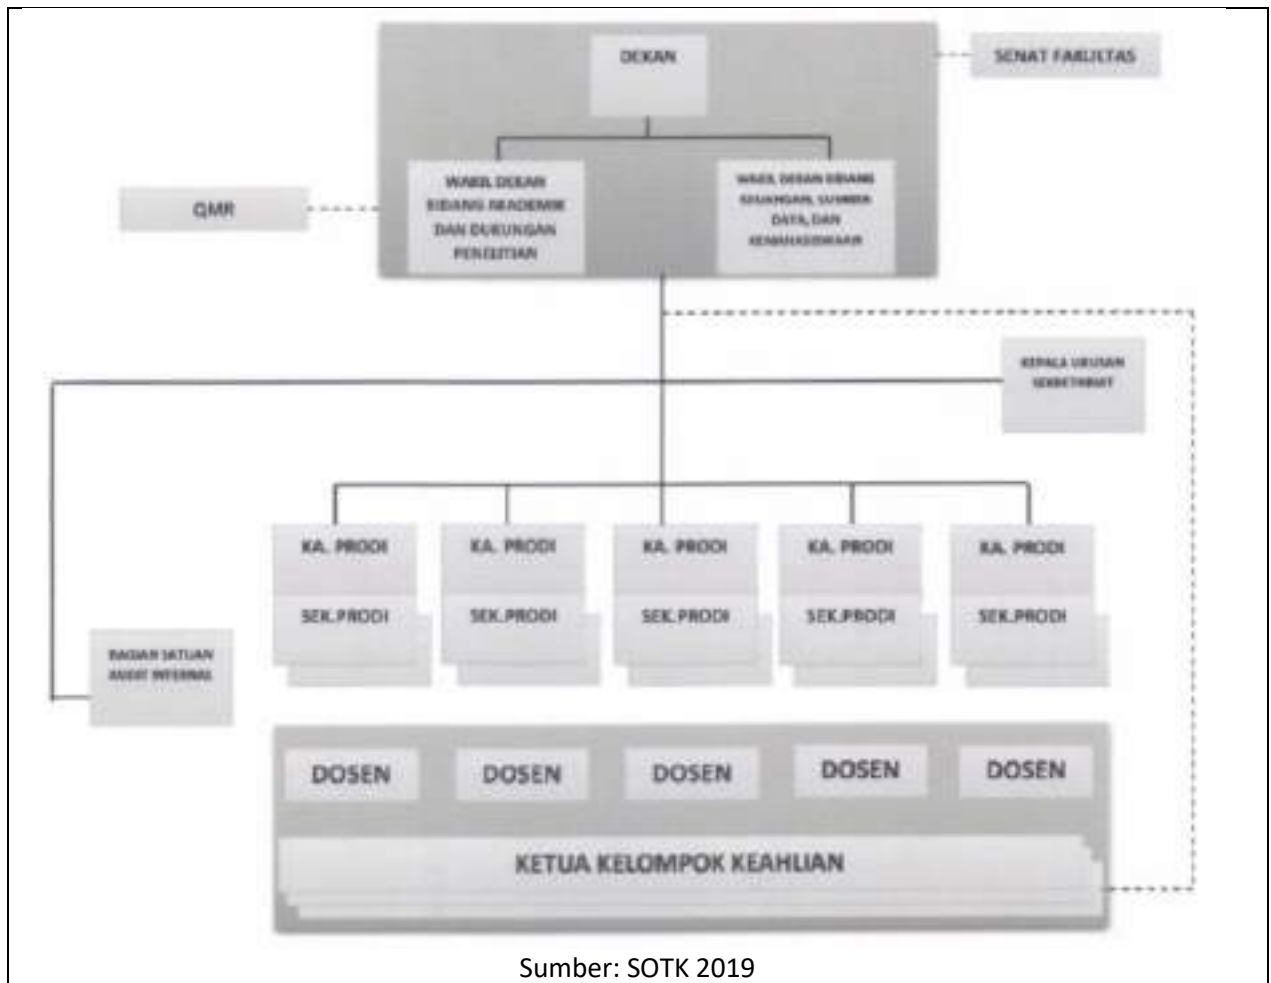 DEKAN
SENAT FAKULTAS
QMR
WAKIL DEKAN
BIDANG AKADEMIK
DAN DUKUNGAN
PENELITIAN
WAKIL DEKAN BIDANG
KEUANGAN, SUMBER
DAYA, DAN
KEMAHASISWAAN
KEPALA URUSAN
SEKRETARIAT
KA. PRODI
KA. PRODI
KA. PRODI
KA. PRODI
KA. PRODI
SEK.PRODI
SEK.PRODI
SEK.PRODI
SEK.PRODI
SEK.PRODI
BAGIAN SATUAN
AUDIT INTERNAL
DOSEN
DOSEN
DOSEN
DOSEN
DOSEN
KETUA KELOMPOK KEAHLIAN
Sumber: SOTK 2019